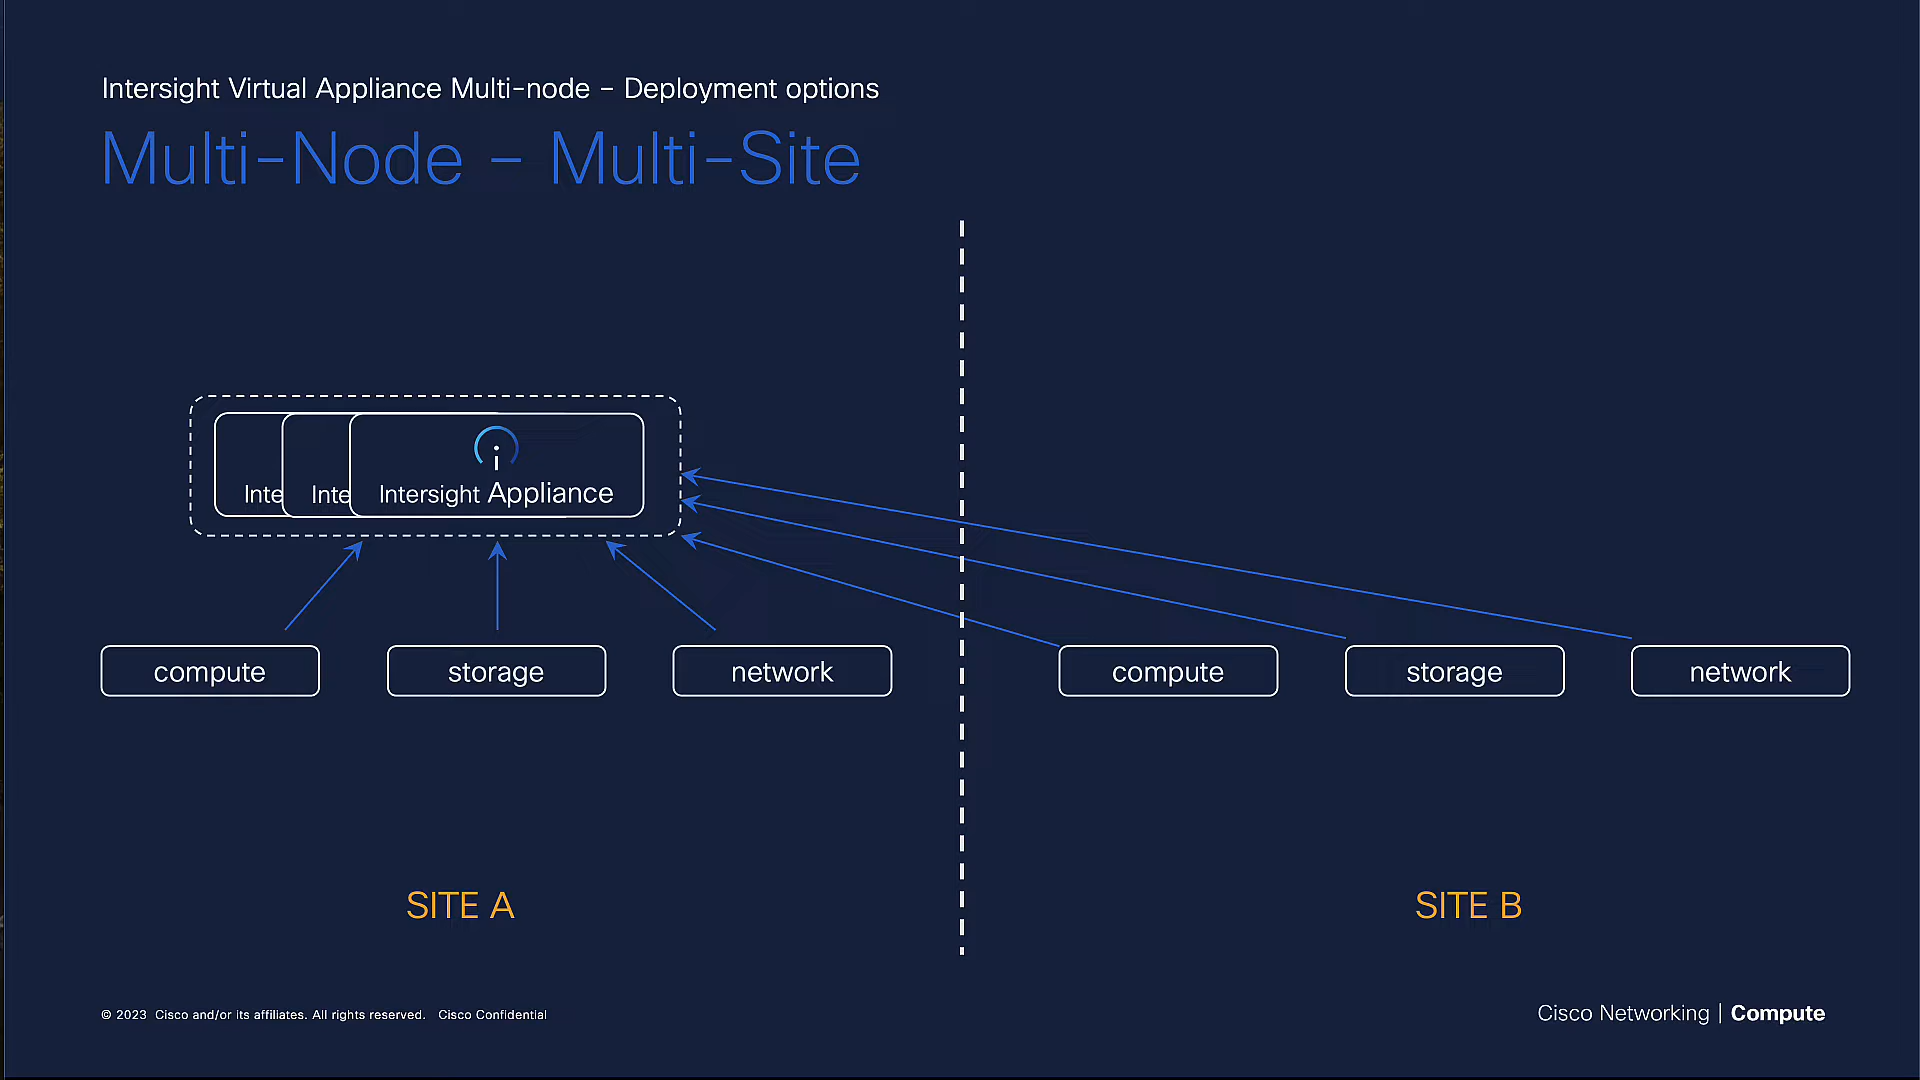 Intersight Virtual Appliance Multi-node – Deployment options
Multi-Node – Multi-Site
Inte Inte Intersight Appliance
compute storage network compute storage network
SITE A SITE B
© 2023 Cisco and/or its affiliates. All rights reserved. Cisco Confidential
Cisco Networking | Compute